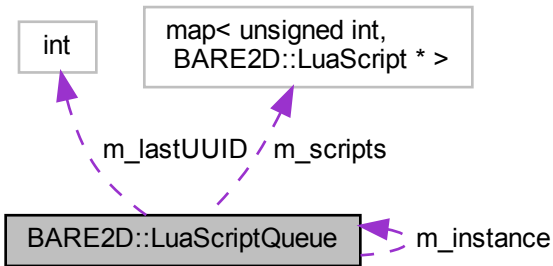 int
map< unsigned int,
BARE2D::LuaScript * >
m_lastUUID
m_scripts
BARE2D::LuaScriptQueue
m_instance